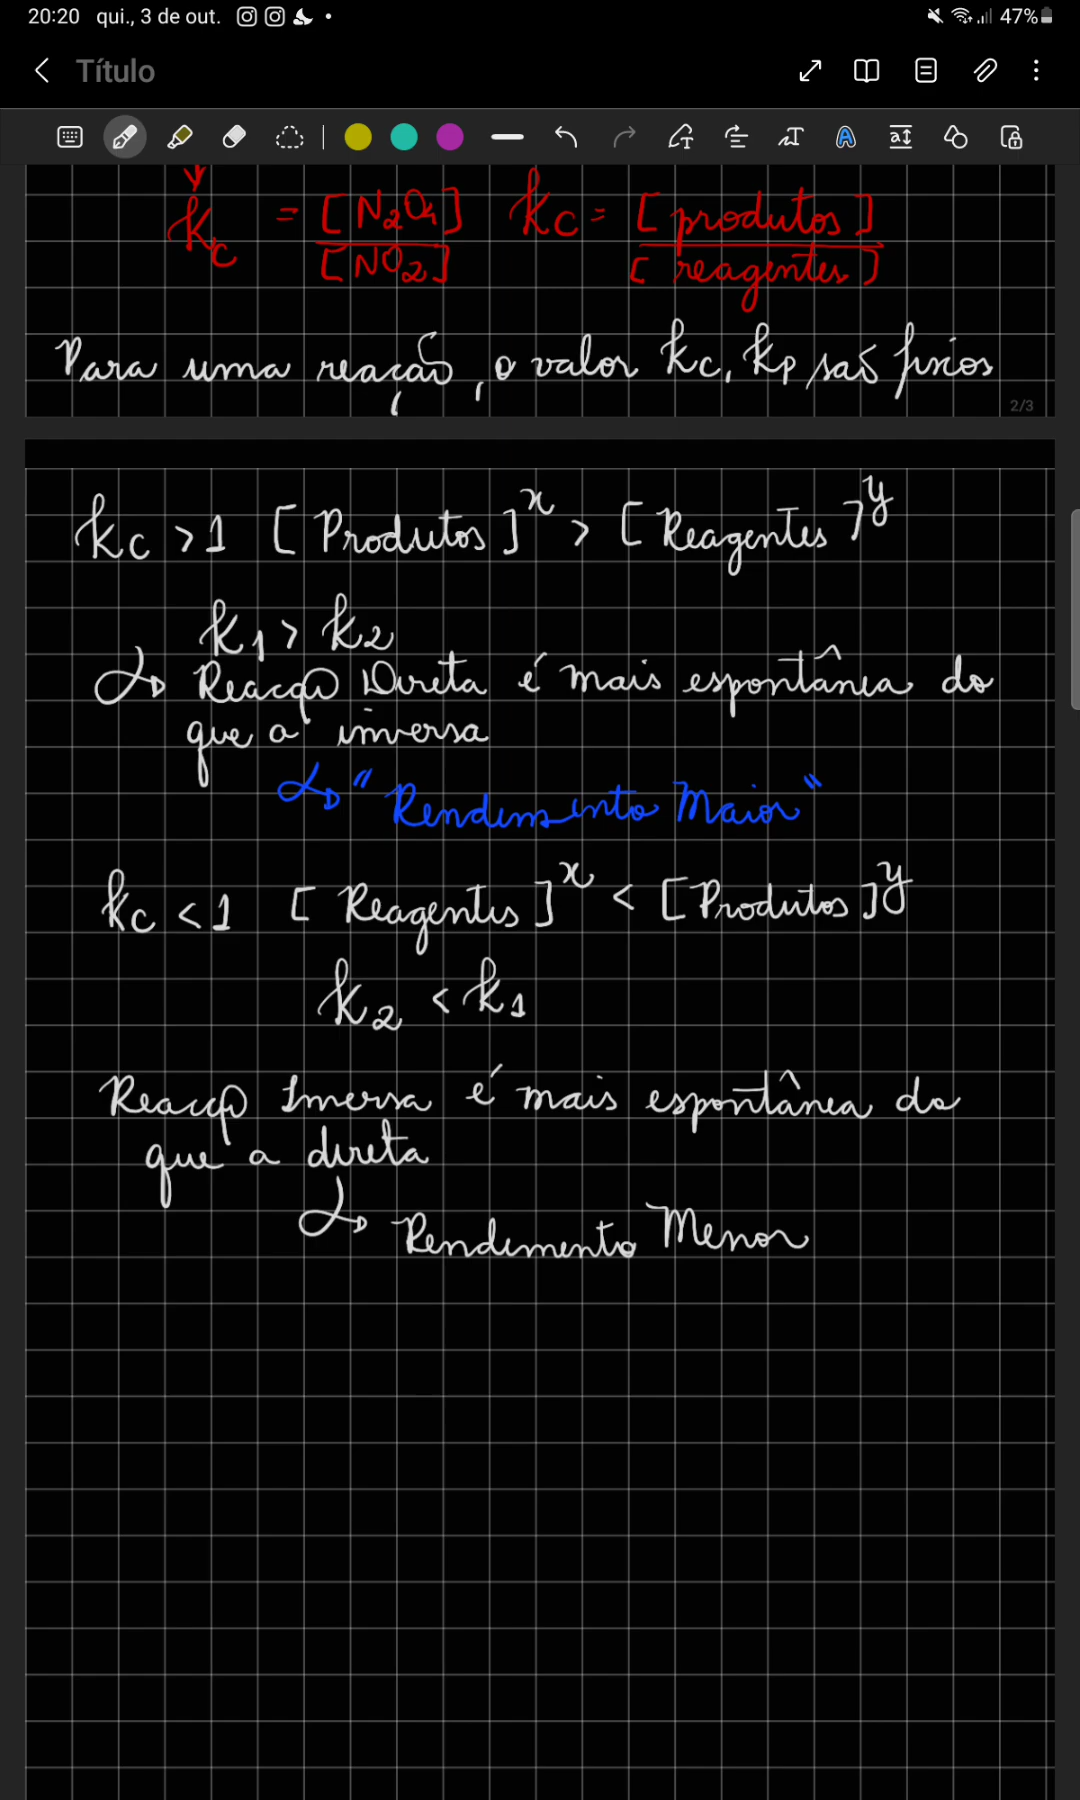 20:20 qui., 3 de out. 47%
Título
Kc = [N2O4] / [NO2] Kc = [produtos] / [reagentes]
Para uma reação, o valor Kc, Kp são fixos
2/3
Kc > 1 [Produtos]^x > [Reagentes]^y
K1 > K2
Reação Direta é mais espontânea do
que a inversa
"Rendimento Maior"
Kc < 1 [Reagentes]^x < [Produtos]^y
K2 < K1
Reação Inversa é mais espontânea do
que a direta
Rendimento Menor